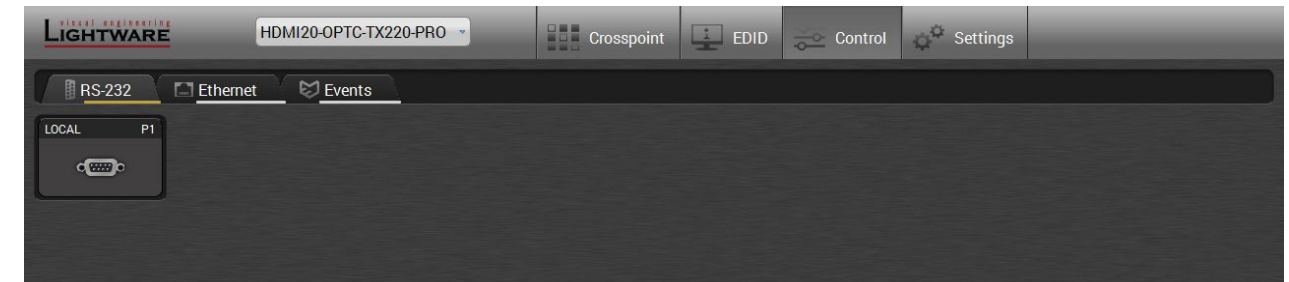 visual engineering
LIGHTWARE
HDMI20-OPTC-TX220-PRO
Crosspoint
EDID
Control
Settings
RS-232
Ethernet
Events
LOCAL P1